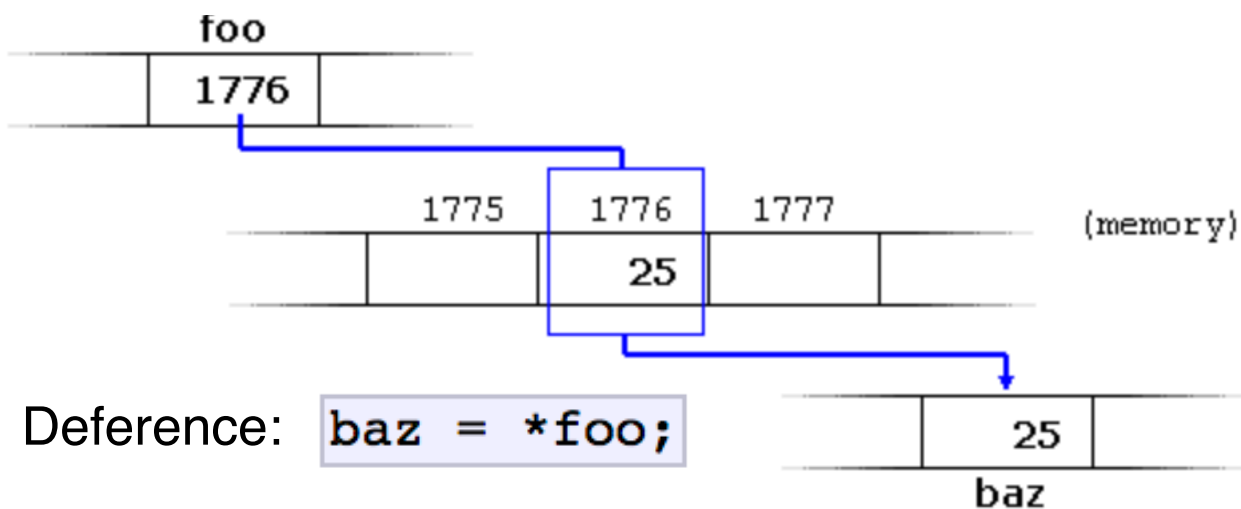 foo
1776
1775 1776 1777
(memory)
25
Deference: baz = *foo;
25
baz